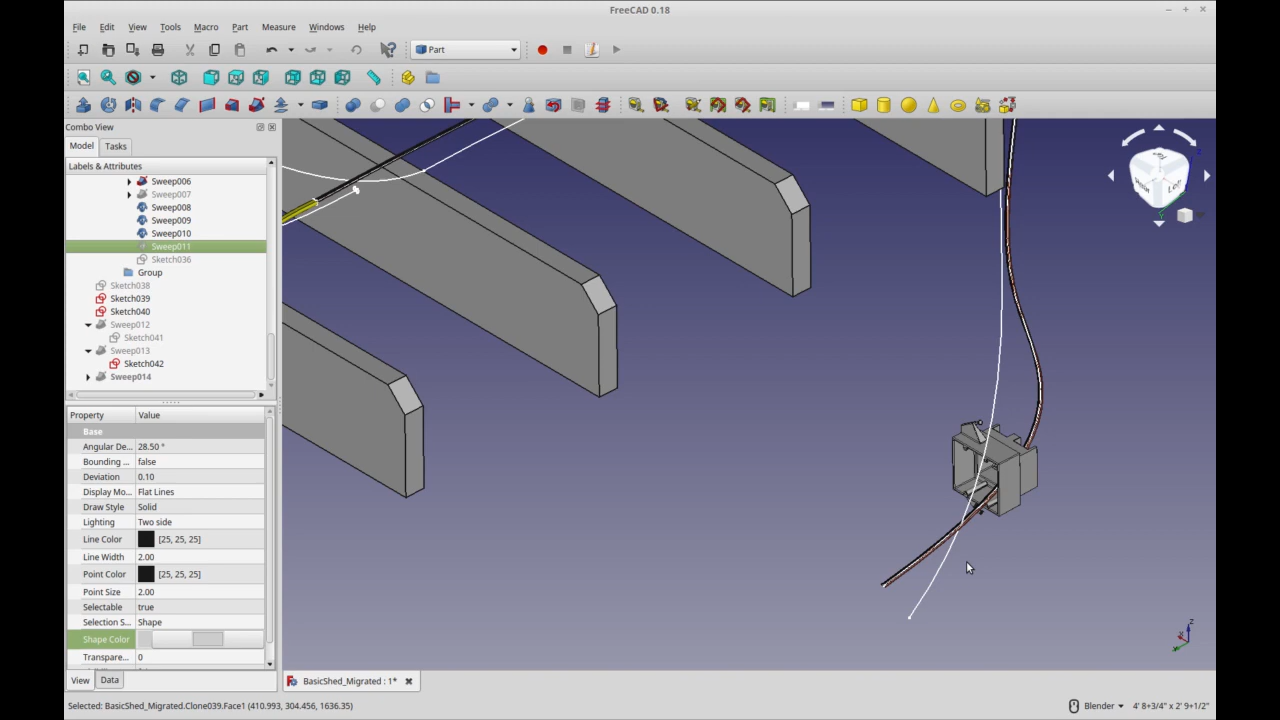 FreeCAD 0.18
File Edit View Tools Macro Part Measure Windows Help
Part
Combo View
Model Tasks
Labels & Attributes
Sweep006
Sweep007
Sweep008
Sweep009
Sweep010
Sweep011
Sketch036
Group
Sketch038
Sketch039
Sketch040
Sweep012
Sketch041
Sweep013
Sketch042
Sweep014
Property Value
Base
Angular De... 28.50 °
Bounding ... false
Deviation 0.10
Display Mo... Flat Lines
Draw Style Solid
Lighting Two side
Line Color [25, 25, 25]
Line Width 2.00
Point Color [25, 25, 25]
Point Size 2.00
Selectable true
Selection S... Shape
Shape Color
Transpare... 0
View Data
BasicShed_Migrated : 1*
Selected: BasicShed_Migrated.Clone039.Face1 (410.993, 304.456, 1636.35)
Blender 4' 8+3/4" x 2' 9+1/2"